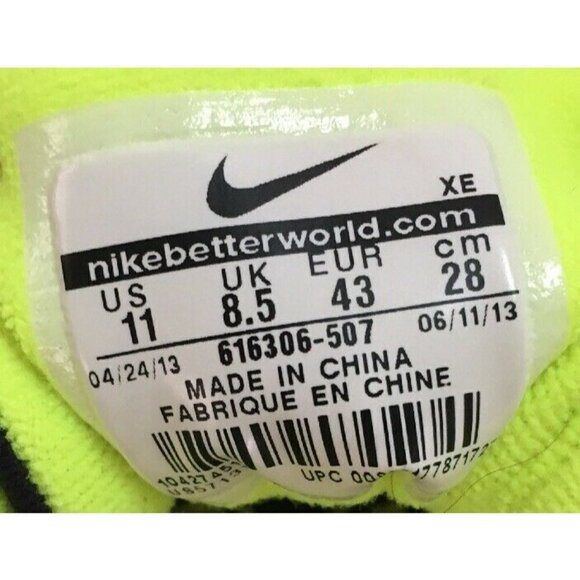 XE
nikebetterworld.com
US UK EUR cm
11 8.5 43 28
04/24/13 616306-507 06/11/13
MADE IN CHINA
FABRIQUE EN CHINE
UPC